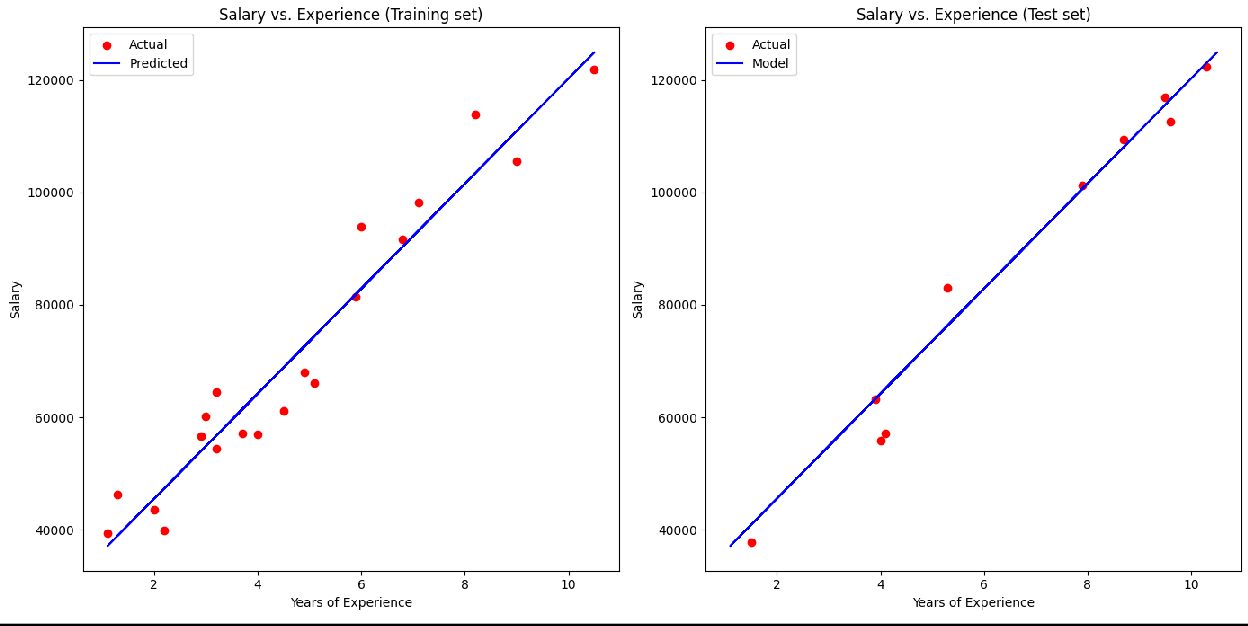 Salary vs. Experience (Training set)
Actual
Predicted
120000
100000
80000
60000
40000
Salary
2 4 6 8 10
Years of Experience
Salary vs. Experience (Test set)
Actual
Model
120000
100000
80000
60000
40000
Salary
2 4 6 8 10
Years of Experience